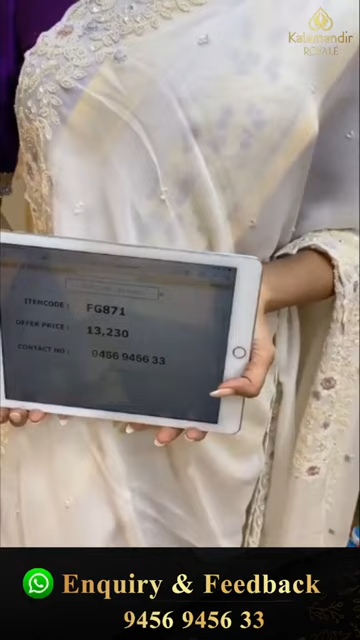 Kalamandir
ROYALE
ITEMCODE : FG871
OFFER PRICE : 13,230
CONTACT NO : 9456 9456 33
Enquiry & Feedback
9456 9456 33